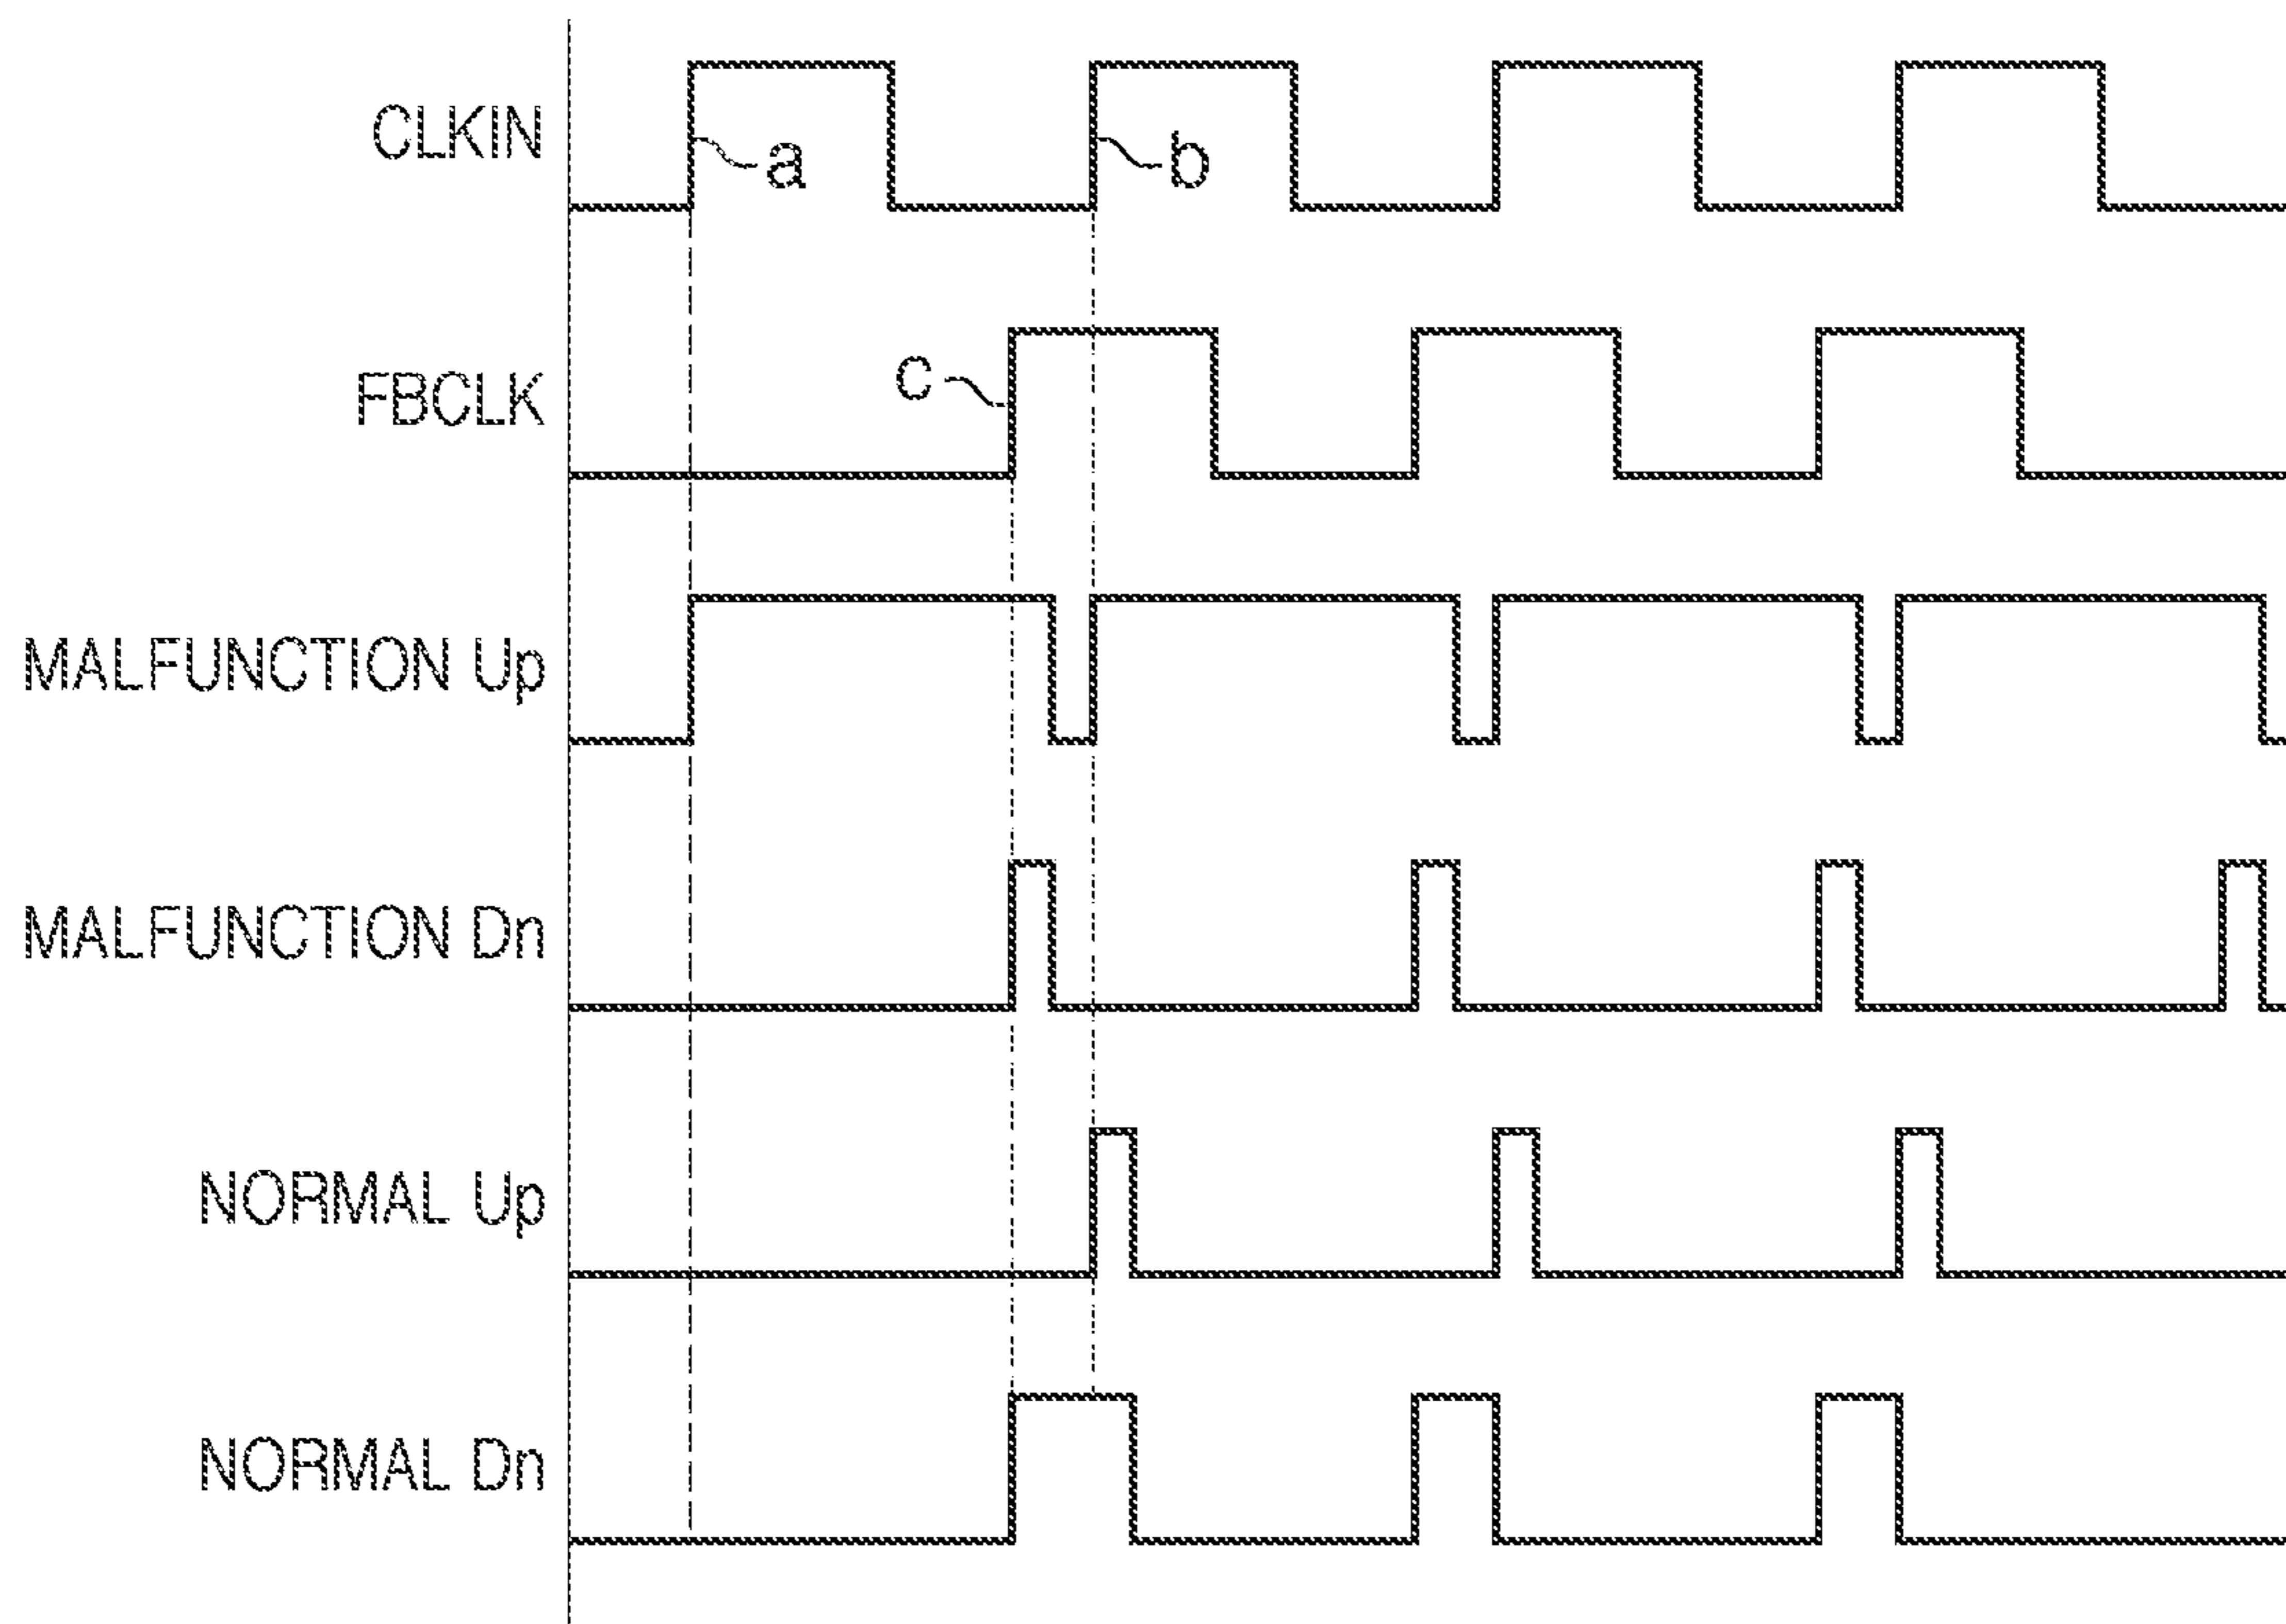 CLKIN
a
b
FBCLK
c
MALFUNCTION Up
MALFUNCTION Dn
NORMAL Up
NORMAL Dn